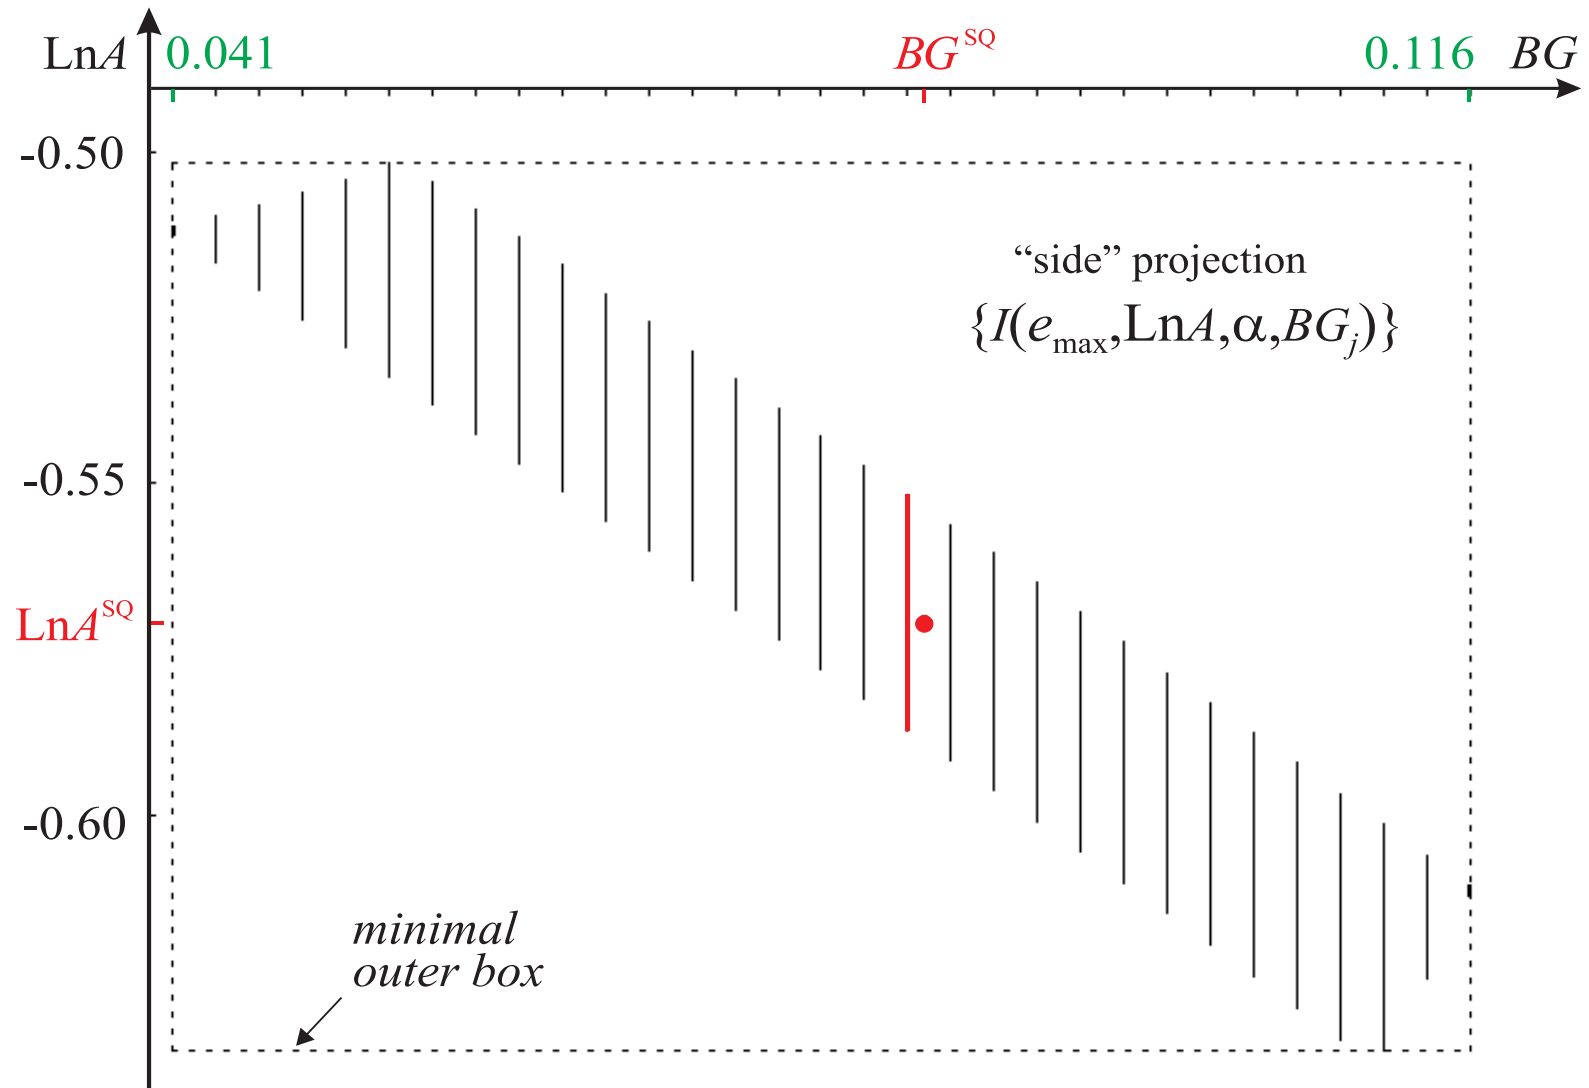 LnA 0.041 BG^SQ 0.116 BG
-0.50
“side” projection
{I(e_max,LnA,α,BG_j)}
-0.55
LnA^SQ
-0.60
minimal
outer box